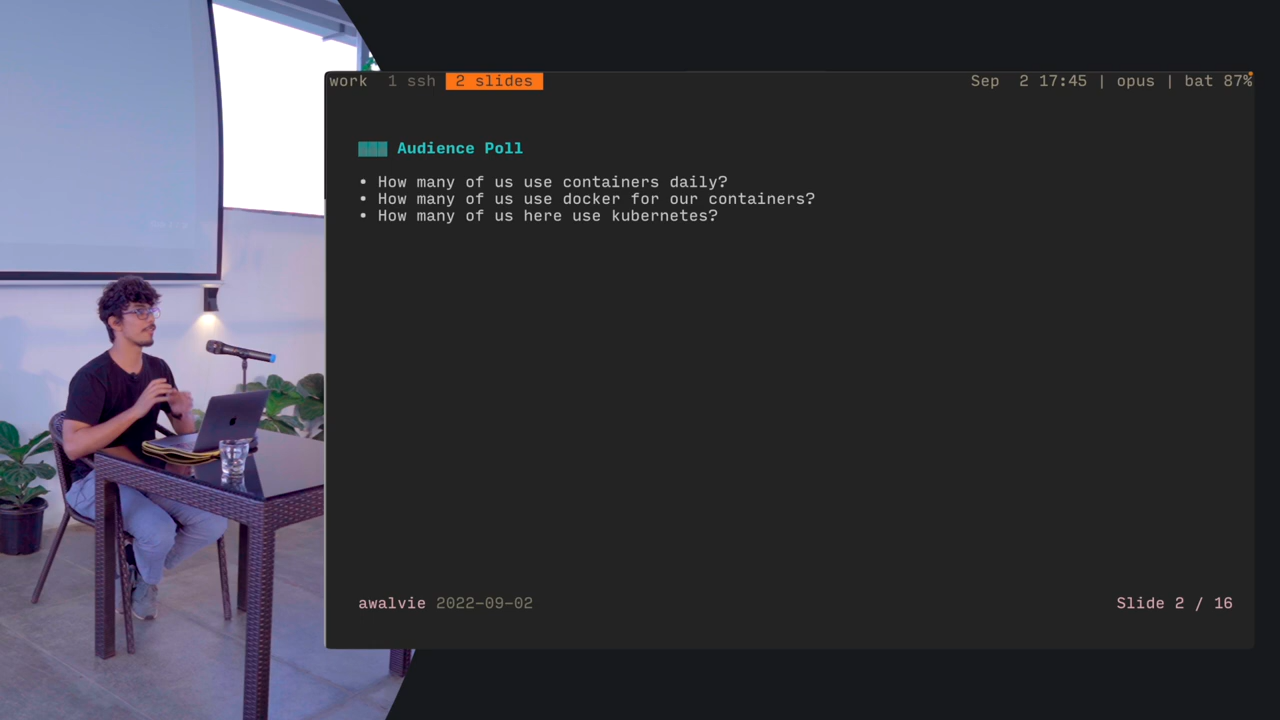 work 1 ssh 2 slides Sep 2 17:45 | opus | bat 87%
Audience Poll
• How many of us use containers daily?
• How many of us use docker for our containers?
• How many of us here use kubernetes?
awalvie 2022-09-02 Slide 2 / 16